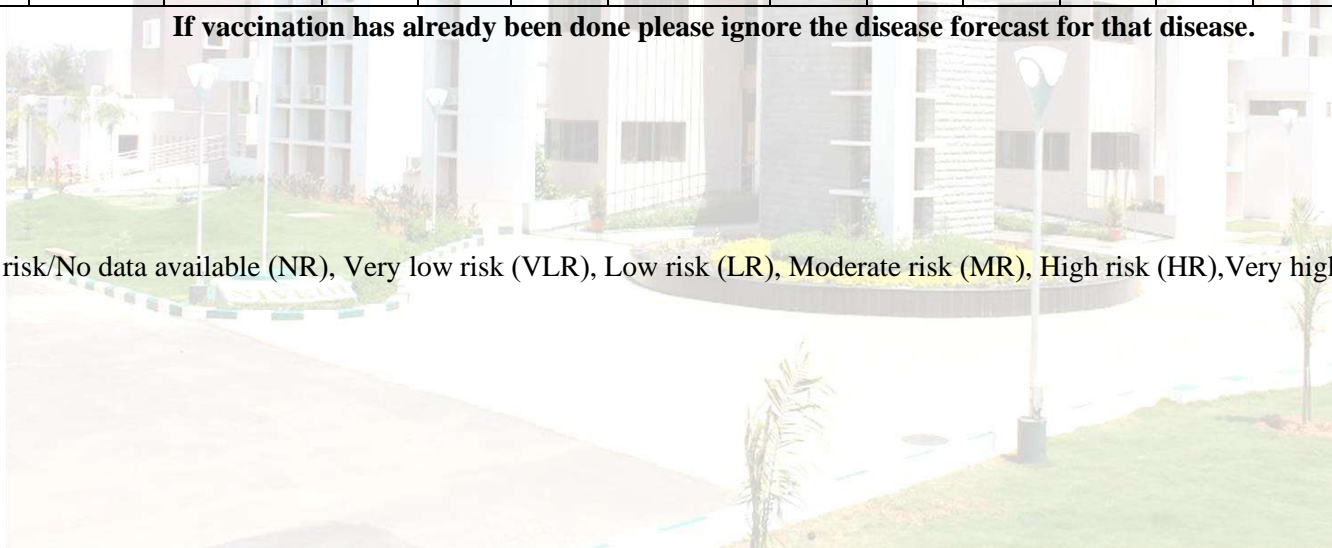 If vaccination has already been done please ignore the disease forecast for that disease.
risk/No data available (NR), Very low risk (VLR), Low risk (LR), Moderate risk (MR), High risk (HR),Very high